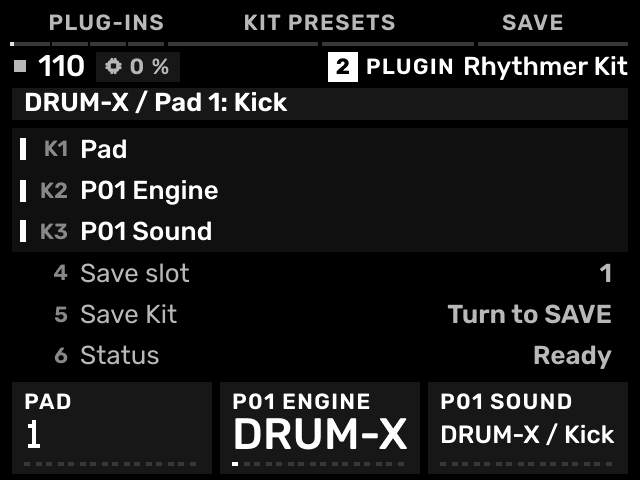 PLUG-INS KIT PRESETS SAVE
110 0 % 2 PLUGIN Rhythmer Kit
DRUM-X / Pad 1: Kick
K1 Pad
K2 P01 Engine
K3 P01 Sound
4 Save slot 1
5 Save Kit Turn to SAVE
6 Status Ready
PAD P01 ENGINE P01 SOUND
1 DRUM-X DRUM-X / Kick